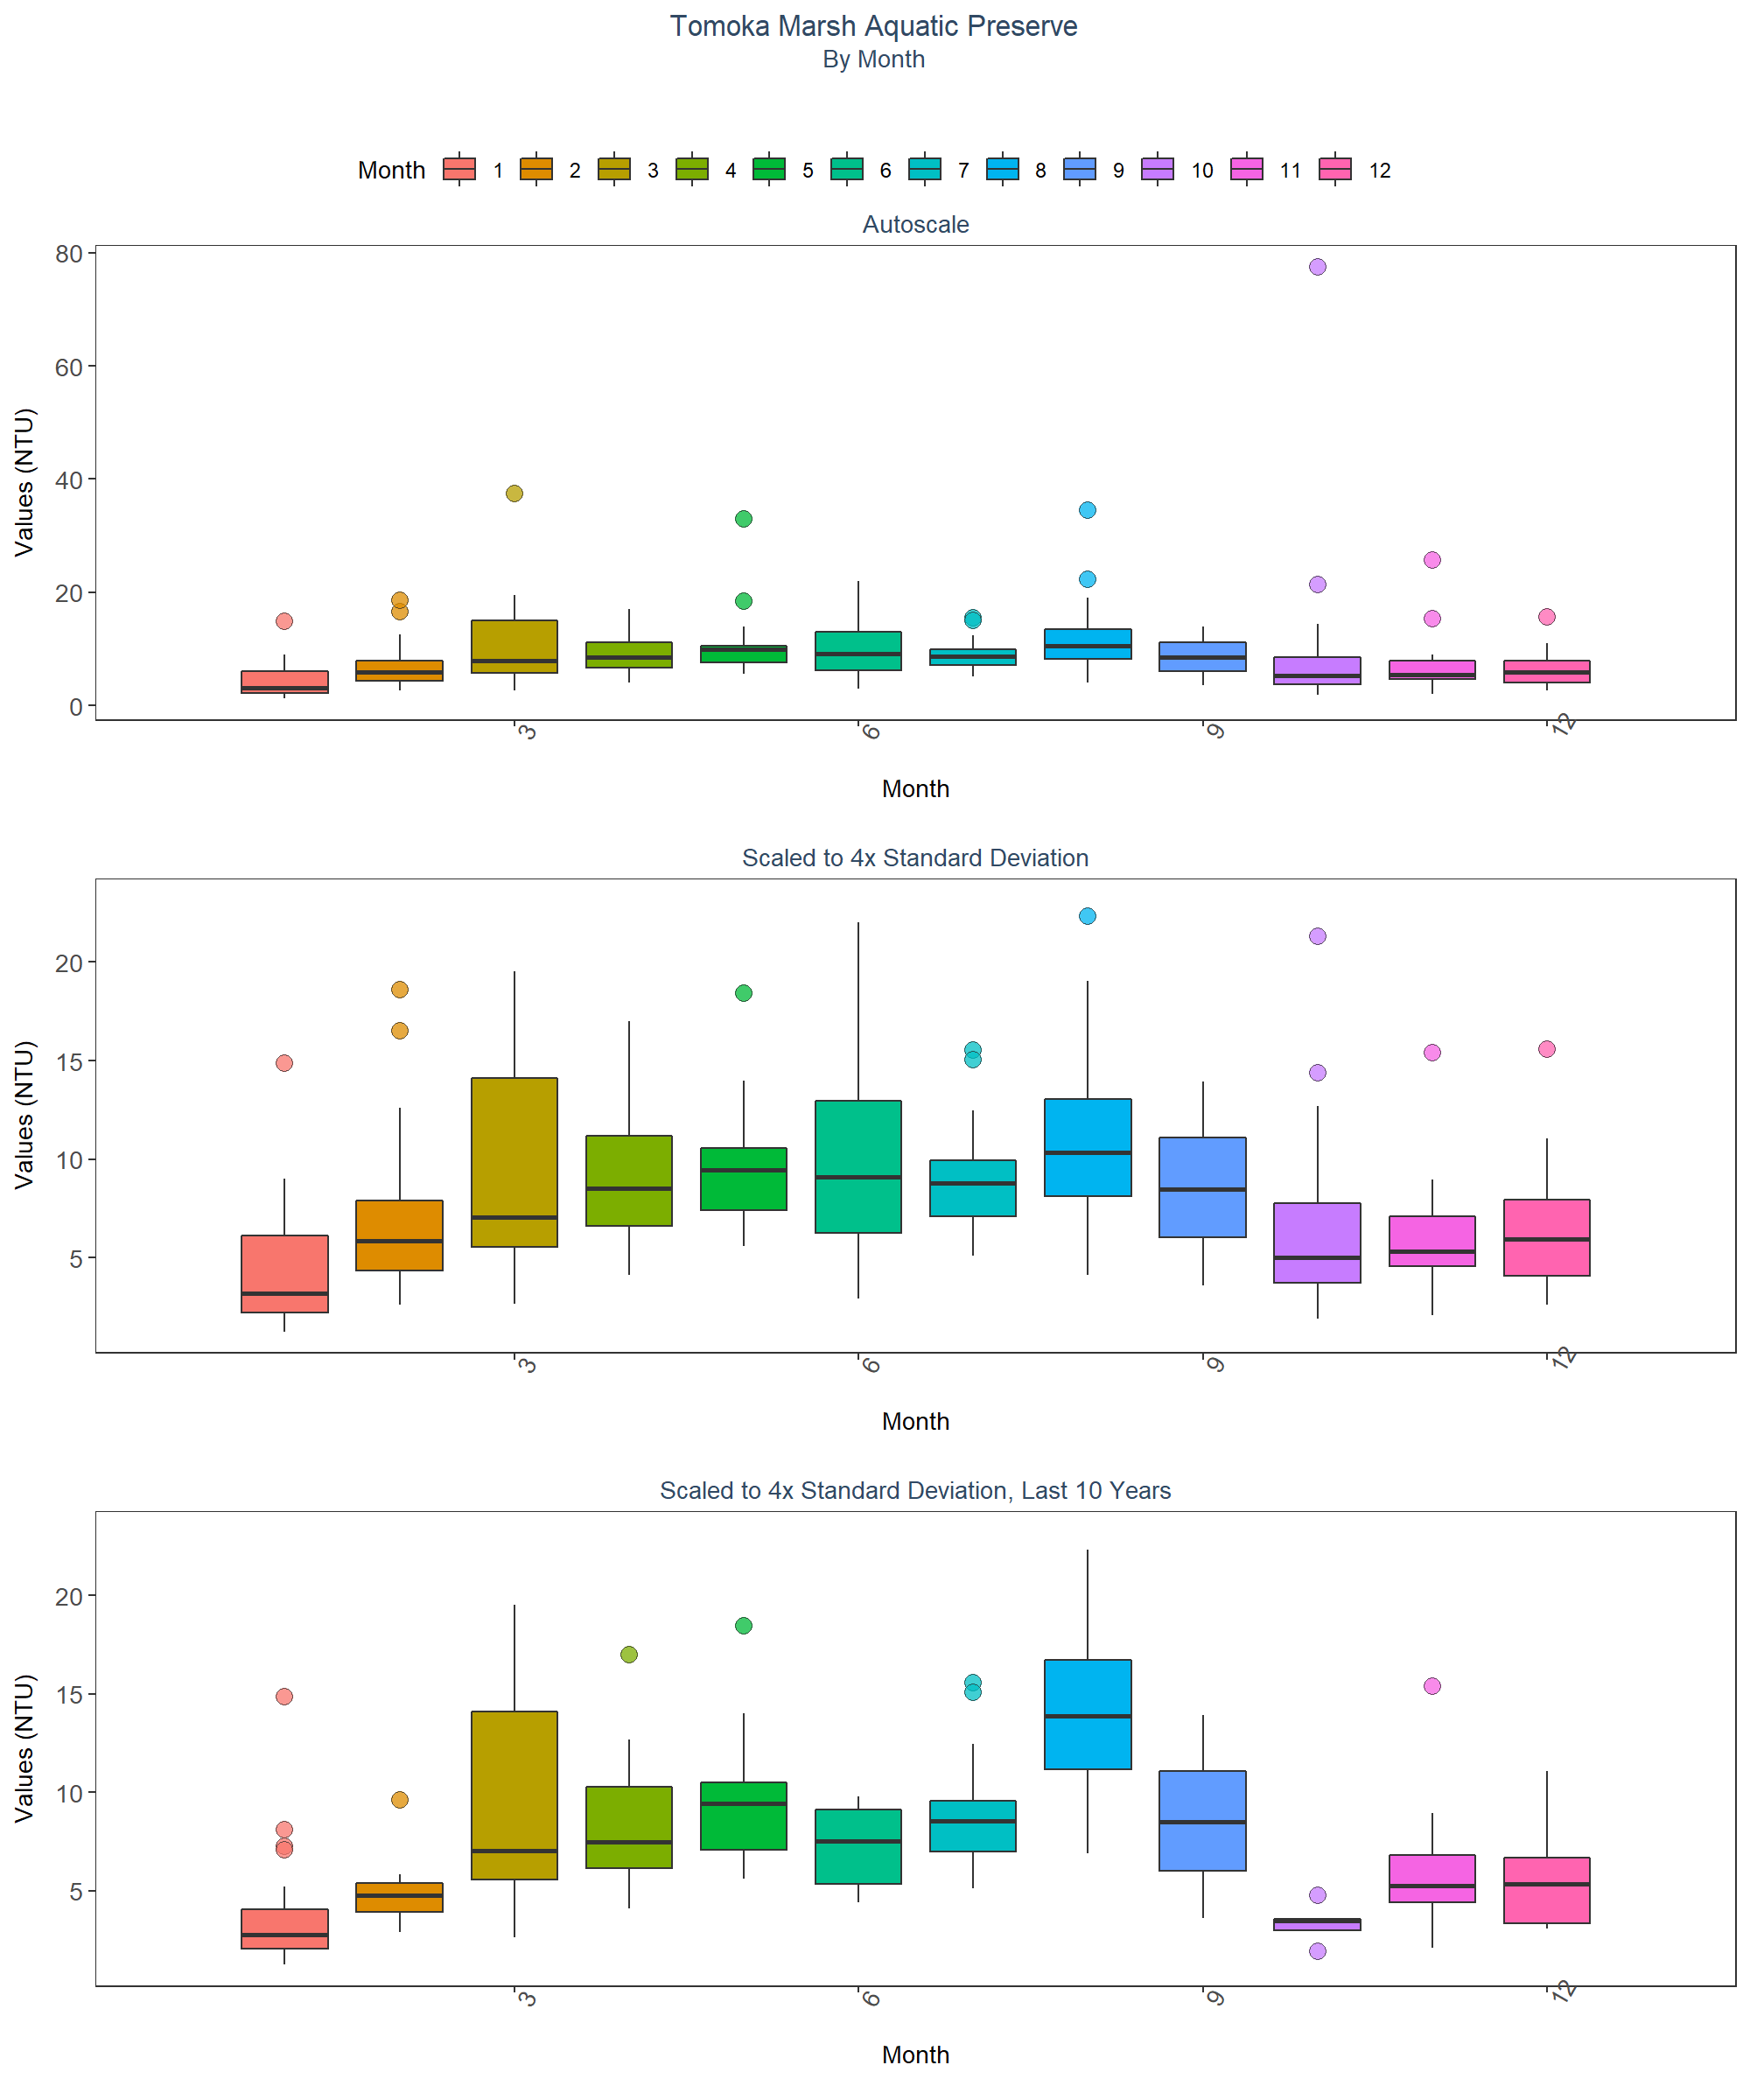 Tomoka Marsh Aquatic Preserve
By Month
Month 1 2 3 4 5 6 7 8 9 10 11 12
Autoscale
80
60
40
20
0
Values (NTU)
3 6 9 12
Month
Scaled to 4x Standard Deviation
20
15
10
5
Values (NTU)
3 6 9 12
Month
Scaled to 4x Standard Deviation, Last 10 Years
20
15
10
5
Values (NTU)
3 6 9 12
Month